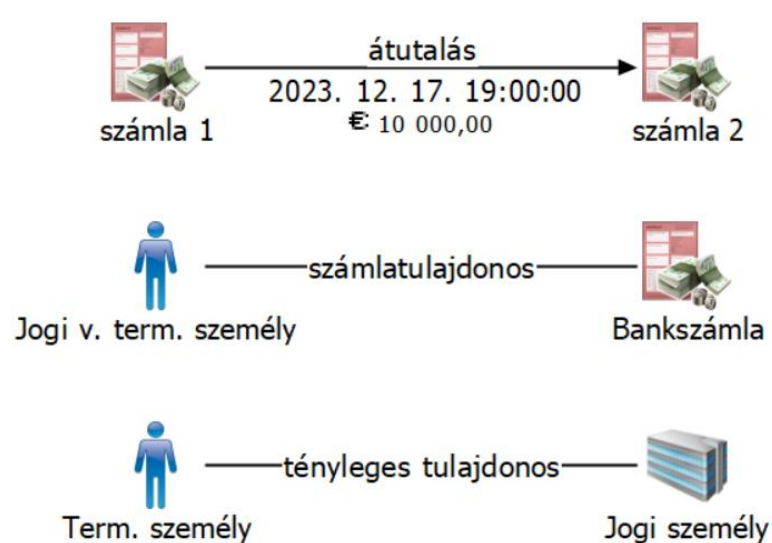 átutalás
2023. 12. 17. 19:00:00
€ 10 000,00
számla 1
számla 2
számlatulajdonos
Jogi v. term. személy
Bankszámla
tényleges tulajdonos
Term. személy
Jogi személy